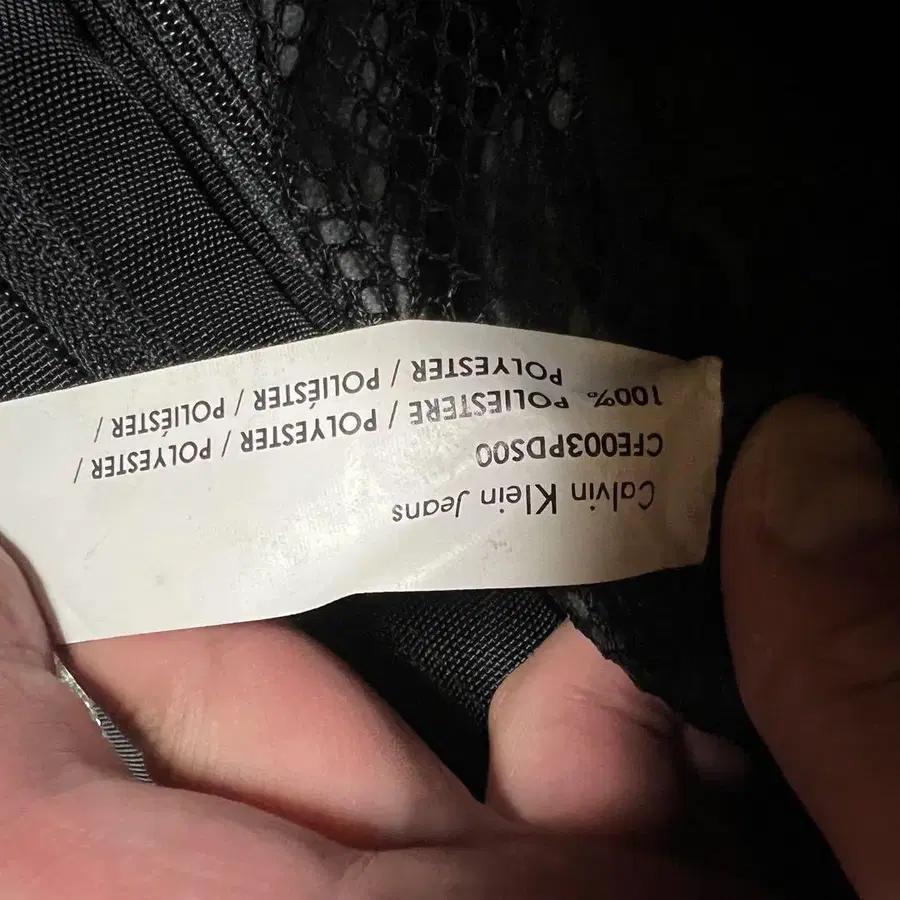 Calvin Klein Jeans
CFE003PDS00
100% POLIESTERE / POLYESTER / POLYESTER /
POLYESTER / POLIÉSTER / POLIÉSTER /